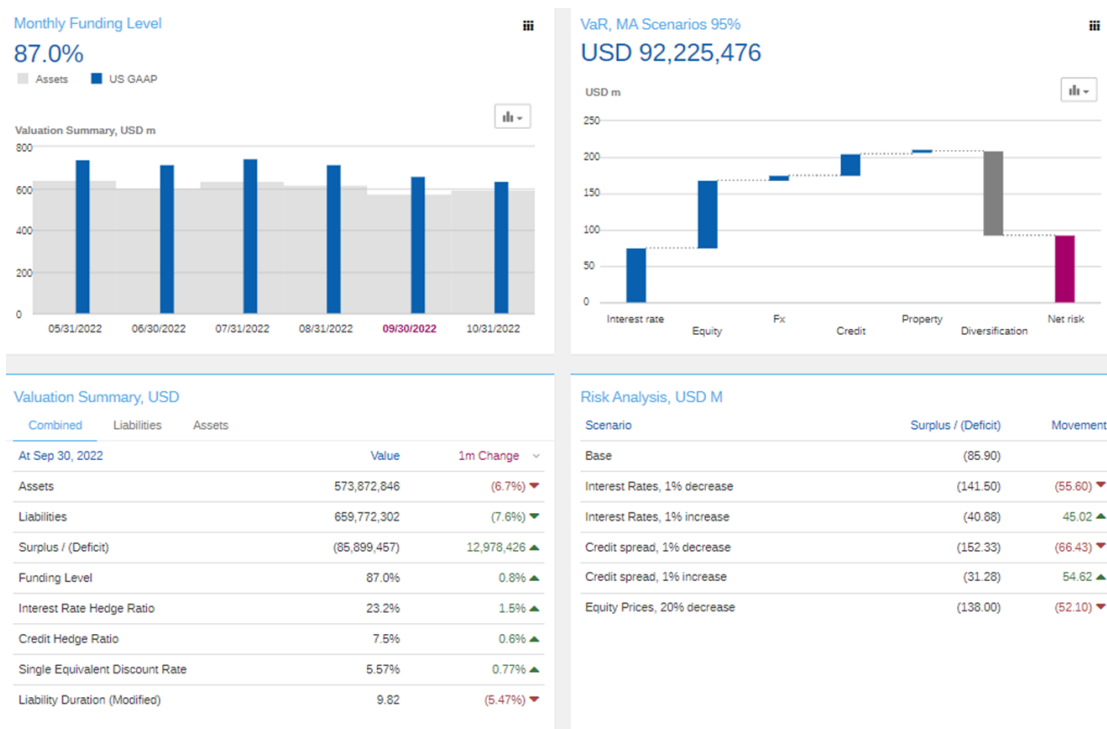 Monthly Funding Level
87.0%
Assets US GAAP
Valuation Summary, USD m
800
600
400
200
0
05/31/2022 06/30/2022 07/31/2022 08/31/2022 09/30/2022 10/31/2022
VaR, MA Scenarios 95%
USD 92,225,476
USD m
250
200
150
100
50
0
Interest rate Equity Fx Credit Property Diversification Net risk
Valuation Summary, USD
Combined Liabilities Assets
At Sep 30, 2022 Value 1m Change
Assets 573,872,846 (6.7%)
Liabilities 659,772,302 (7.6%)
Surplus / (Deficit) (85,899,457) 12,978,426
Funding Level 87.0% 0.8%
Interest Rate Hedge Ratio 23.2% 1.5%
Credit Hedge Ratio 7.5% 0.6%
Single Equivalent Discount Rate 5.57% 0.77%
Liability Duration (Modified) 9.82 (5.47%)
Risk Analysis, USD M
Scenario Surplus / (Deficit) Movement
Base (85.90)
Interest Rates, 1% decrease (141.50) (55.60)
Interest Rates, 1% increase (40.88) 45.02
Credit spread, 1% decrease (152.33) (66.43)
Credit spread, 1% increase (31.28) 54.62
Equity Prices, 20% decrease (138.00) (52.10)